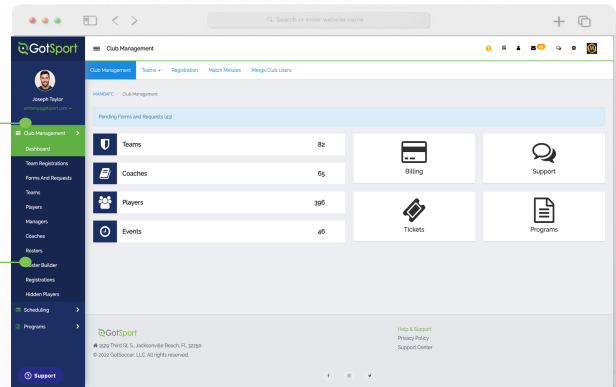 Search or enter website name
GotSport
Club Management
Joseph Taylor
Club Management
Teams
Registration
Match Minutes
Merge Club Users
MANBAFC
Club Management
Pending Forms and Requests (43)
Club Management
Dashboard
Team Registrations
Forms And Requests
Teams
Players
Managers
Coaches
Rosters
Registrations
Hidden Players
Scheduling
Programs
Support
Teams 82
Coaches 65
Players 396
Events 46
Billing
Support
Tickets
Programs
GotSport
1529 Third St. S., Jacksonville Beach, FL 32250
© 2022 GotSoccer, LLC. All rights reserved.
Help & Support
Privacy Policy
Support Center